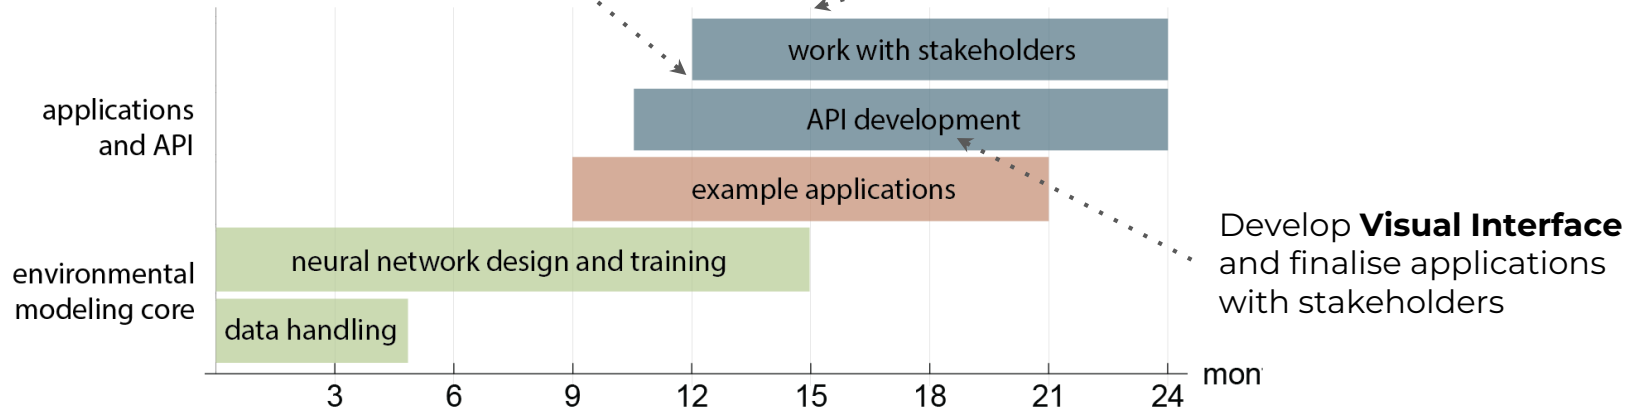 work with stakeholders
applications
and API
API development
example applications
Develop Visual Interface
and finalise applications
with stakeholders
neural network design and training
environmental
modeling core
data handling
3 6 9 12 15 18 21 24